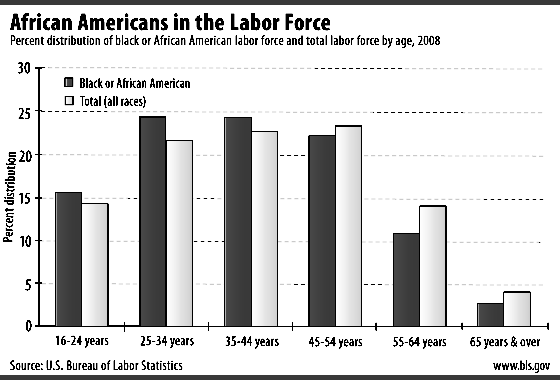 African Americans in the Labor Force
Percent distribution of black or African American labor force and total labor force by age, 2008
30
25
20
15
10
5
0
Percent distribution
Black or African American
Total (all races)
16-24 years
25-34 years
35-44 years
45-54 years
55-64 years
65 years & over
Source: U.S. Bureau of Labor Statistics
www.bls.gov